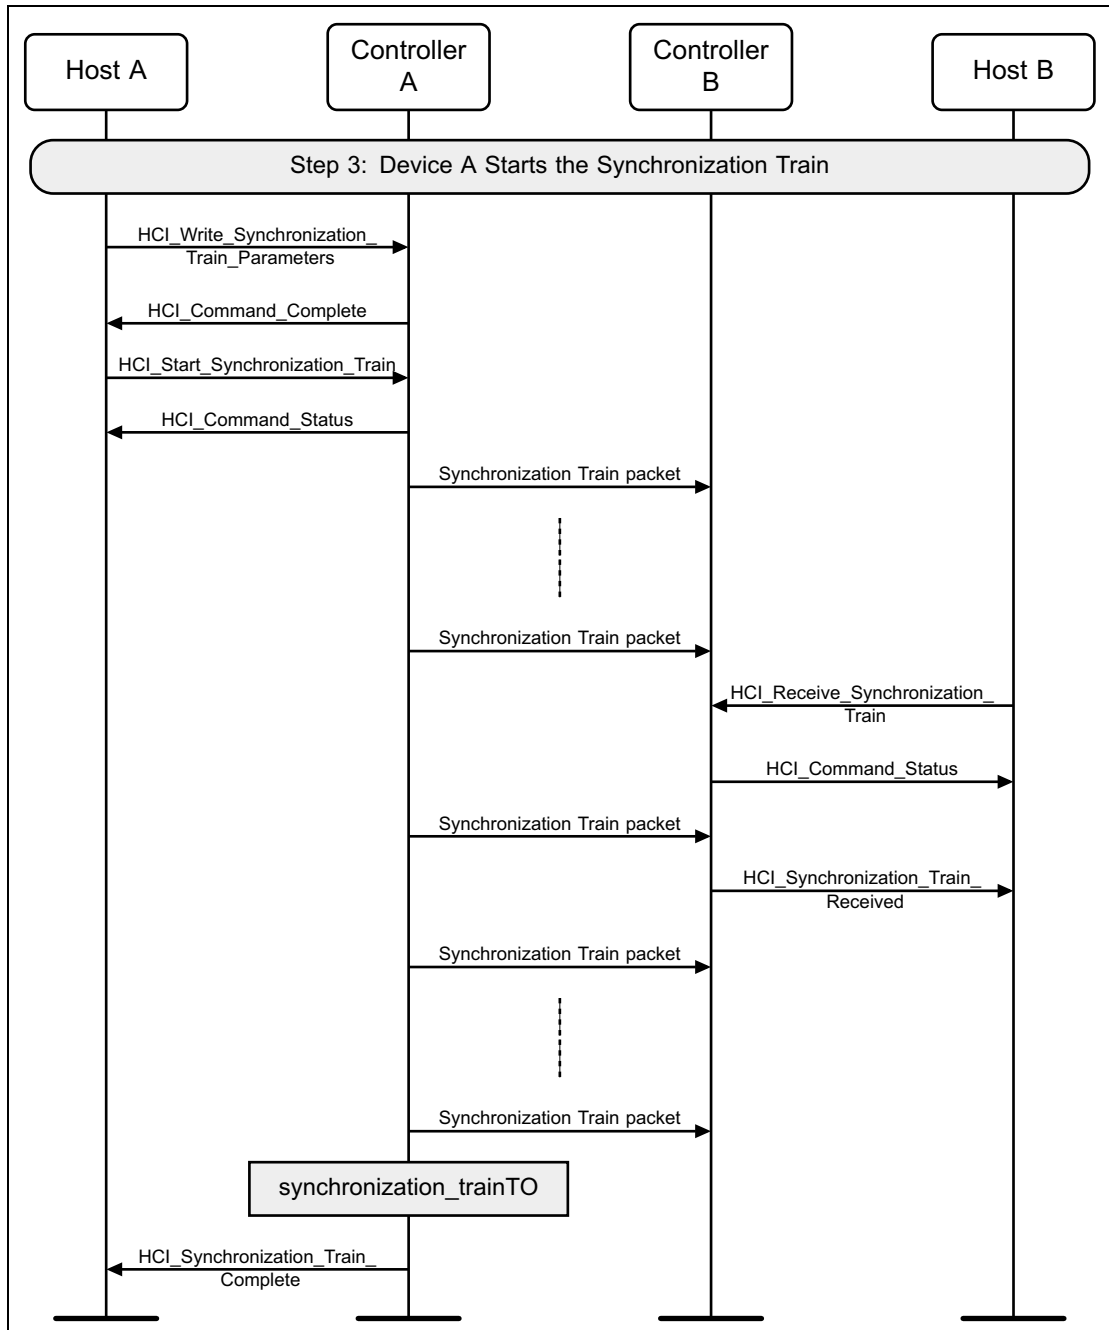 Host A
Controller
A
Controller
B
Host B
Step 3: Device A Starts the Synchronization Train
HCI_Write_Synchronization_
Train_Parameters
HCI_Command_Complete
HCI_Start_Synchronization_Train
HCI_Command_Status
Synchronization Train packet
Synchronization Train packet
HCI_Receive_Synchronization_
Train
HCI_Command_Status
Synchronization Train packet
HCI_Synchronization_Train_
Received
Synchronization Train packet
Synchronization Train packet
synchronization_trainTO
HCI_Synchronization_Train_
Complete